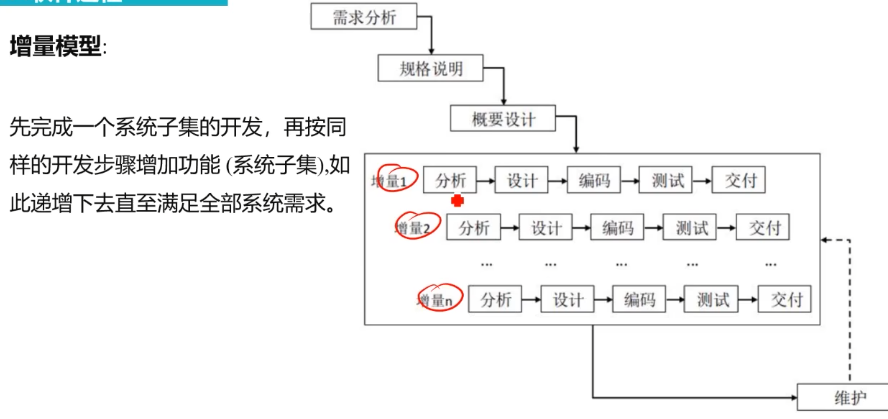 增量模型:
先完成一个系统子集的开发，再按同
样的开发步骤增加功能 (系统子集),如
此递增下去直至满足全部系统需求。
需求分析
规格说明
概要设计
增量1 分析 设计 编码 测试 交付
增量2 分析 设计 编码 测试 交付
... ... ... ... ...
增量n 分析 设计 编码 测试 交付
维护